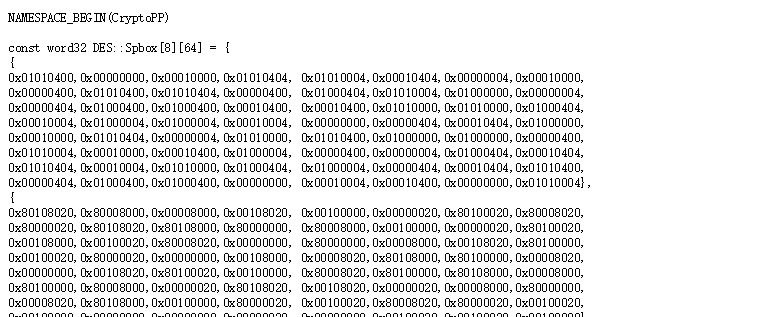 NAMESPACE_BEGIN(CryptoPP)
const word32 DES::Spbox[8][64] = {
{
0x01010400,0x00000000,0x00010000,0x01010404, 0x01010004,0x00010404,0x00000004,0x00010000,
0x00000400,0x01010400,0x01010404,0x00000400, 0x01000404,0x01010004,0x01000000,0x00000004,
0x00000404,0x01000400,0x01000400,0x00010400, 0x00010400,0x01010000,0x01010000,0x01000404,
0x00010004,0x01000004,0x01000004,0x00010004, 0x00000000,0x00000404,0x00010404,0x01000000,
0x00010000,0x01010404,0x00000004,0x01010000, 0x01010400,0x01000000,0x01000000,0x00000400,
0x01010004,0x00010000,0x00010400,0x01000004, 0x00000400,0x00000004,0x01000404,0x00010404,
0x01010404,0x00010004,0x01010000,0x01000404, 0x01000004,0x00000404,0x00010404,0x01010400,
0x00000404,0x01000400,0x01000400,0x00000000, 0x00010004,0x00010400,0x00000000,0x01010004},
{
0x80108020,0x80008000,0x00008000,0x00108020, 0x00100000,0x00000020,0x80100020,0x80008020,
0x80000020,0x80108020,0x80108000,0x80000000, 0x80008000,0x00100000,0x00000020,0x80100020,
0x00108000,0x00100020,0x80008020,0x00000000, 0x80000000,0x00008000,0x00108020,0x80100000,
0x00100020,0x80000020,0x00000000,0x00108000, 0x00008020,0x80108000,0x80100000,0x00008020,
0x00000000,0x00108020,0x80100020,0x00100000, 0x80008020,0x80100000,0x80108000,0x00008000,
0x80100000,0x80008000,0x00000020,0x80108020, 0x00108020,0x00000020,0x00008000,0x80000000,
0x00008020,0x80108000,0x00100000,0x80000020, 0x00100020,0x80008020,0x80000020,0x00100020,